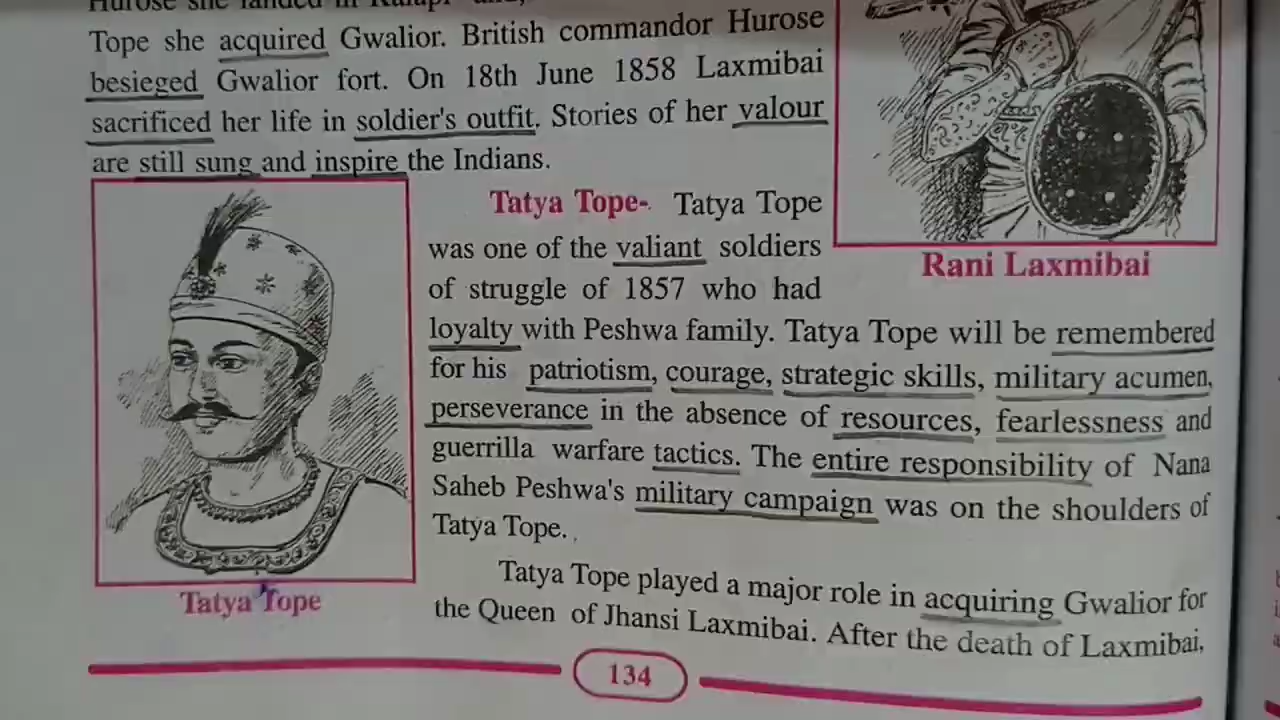 Hurose she landed in Kalapi and,
Tope she acquired Gwalior. British commandor Hurose
besieged Gwalior fort. On 18th June 1858 Laxmibai
sacrificed her life in soldier's outfit. Stories of her valour
are still sung and inspire the Indians.
Rani Laxmibai
Tatya Tope- Tatya Tope
was one of the valiant soldiers
of struggle of 1857 who had
loyalty with Peshwa family. Tatya Tope will be remembered
for his patriotism, courage, strategic skills, military acumen,
perseverance in the absence of resources, fearlessness and
guerrilla warfare tactics. The entire responsibility of Nana
Saheb Peshwa's military campaign was on the shoulders of
Tatya Tope.
Tatya Tope
Tatya Tope played a major role in acquiring Gwalior for
the Queen of Jhansi Laxmibai. After the death of Laxmibai,
134